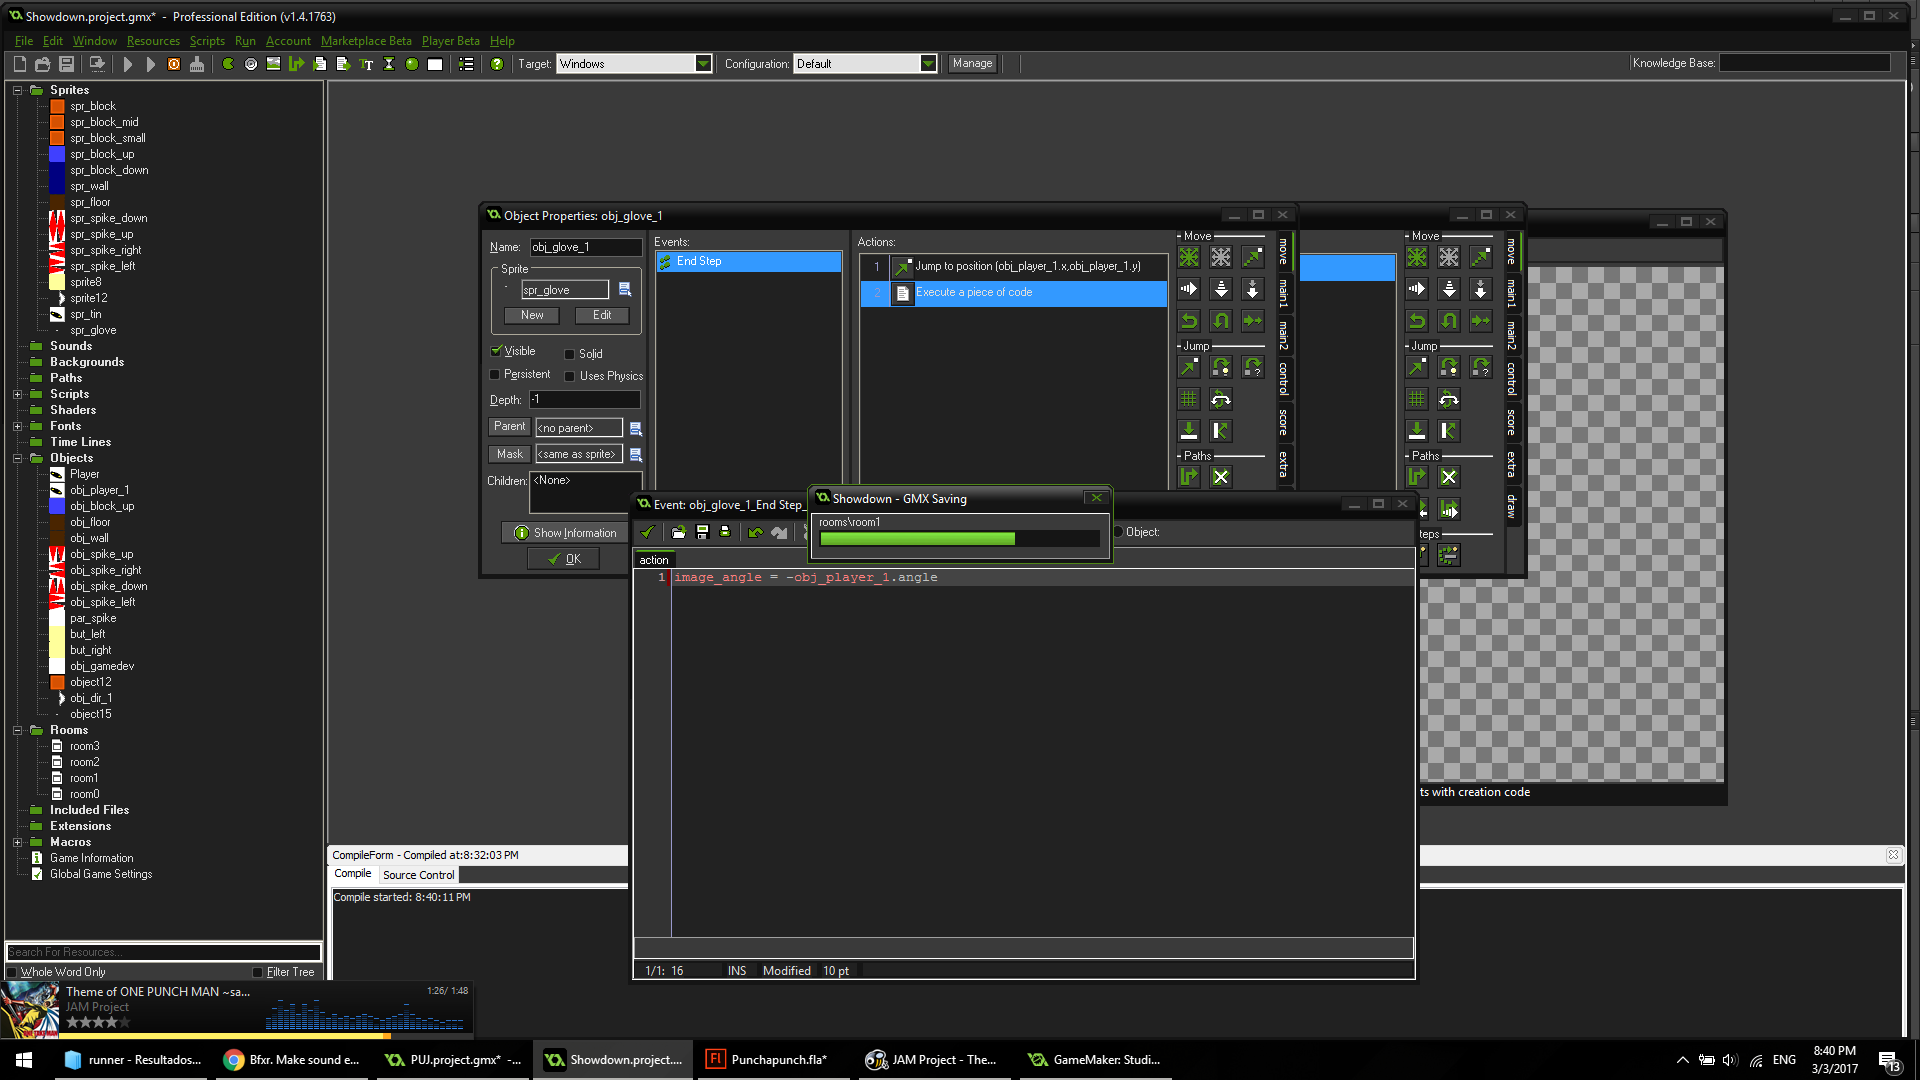 Showdown.project.gmx* - Professional Edition (v1.4.1763)
File Edit Window Resources Scripts Run Account Marketplace Beta Player Beta Help
Target: Windows Configuration: Default Manage Knowledge Base:
Sprites
spr_block
spr_block_mid
spr_block_small
spr_block_up
spr_block_down
spr_wall
spr_floor
spr_spike_down
spr_spike_up
spr_spike_right
spr_spike_left
sprite8
sprite12
spr_tin
spr_glove
Sounds
Backgrounds
Paths
Scripts
Shaders
Fonts
Time Lines
Objects
Player
obj_player_1
obj_block_up
obj_floor
obj_wall
obj_spike_up
obj_spike_right
obj_spike_down
obj_spike_left
par_spike
but_left
but_right
obj_gamedev
object12
obj_dir_1
object15
Rooms
room3
room2
room1
room0
Included Files
Extensions
Macros
Game Information
Global Game Settings
Search For Resources...
Whole Word Only Filter Tree
Object Properties: obj_glove_1
Name: obj_glove_1
Sprite
spr_glove
New Edit
Visible Solid
Persistent Uses Physics
Depth: -1
Parent <no parent>
Mask <same as sprite>
Children: <None>
Show Information
OK
Events:
End Step
Actions:
1 Jump to position (obj_player_1.x,obj_player_1.y)
2 Execute a piece of code
Move
Jump
Paths
move
main1
main2
control
score
extra
Move
Jump
Paths
move
main1
main2
control
score
extra
draw
ts with creation code
Event: obj_glove_1_End Step_
Object:
action
1 image_angle = -obj_player_1.angle
1/1: 16 INS Modified 10 pt
Showdown - GMX Saving
rooms\room1
CompileForm - Compiled at:8:32:03 PM
Compile Source Control
Compile started: 8:40:11 PM
Theme of ONE PUNCH MAN ~sa... 1:26/ 1:48
JAM Project
runner - Resultados...
Bfxr. Make sound e...
PUJ.project.gmx* -...
Showdown.project....
Punchapunch.fla*
JAM Project - The...
GameMaker: Studi...
ENG
8:40 PM
3/3/2017
13